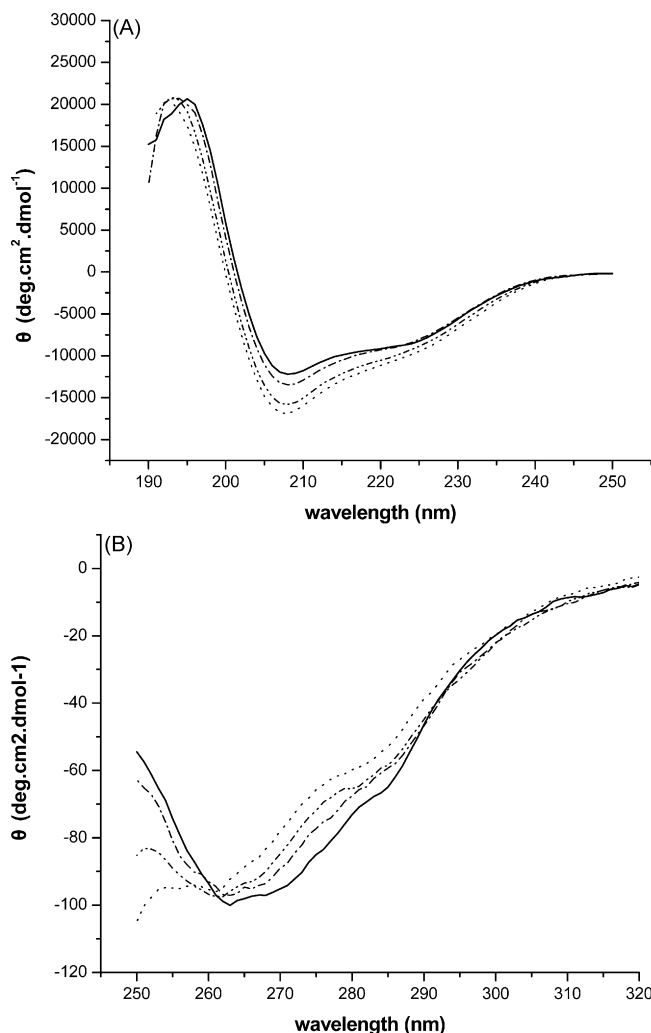 (A)
30000
25000
20000
15000
10000
5000
0
-5000
-10000
-15000
-20000
θ (deg.cm².dmol⁻¹)
190 200 210 220 230 240 250
wavelength (nm)
(B)
0
-20
-40
-60
-80
-100
-120
θ (deg.cm2.dmol-1)
250 260 270 280 290 300 310 320
wavelength (nm)